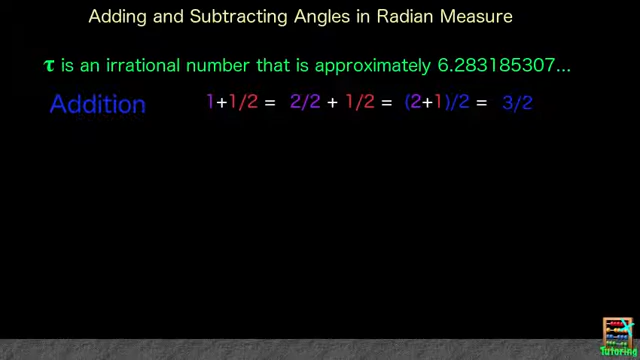 Adding and Subtracting Angles in Radian Measure
τ is an irrational number that is approximately 6.283185307...
Addition 1+1/2 = 2/2 + 1/2 = (2+1)/2 = 3/2
Tutoring